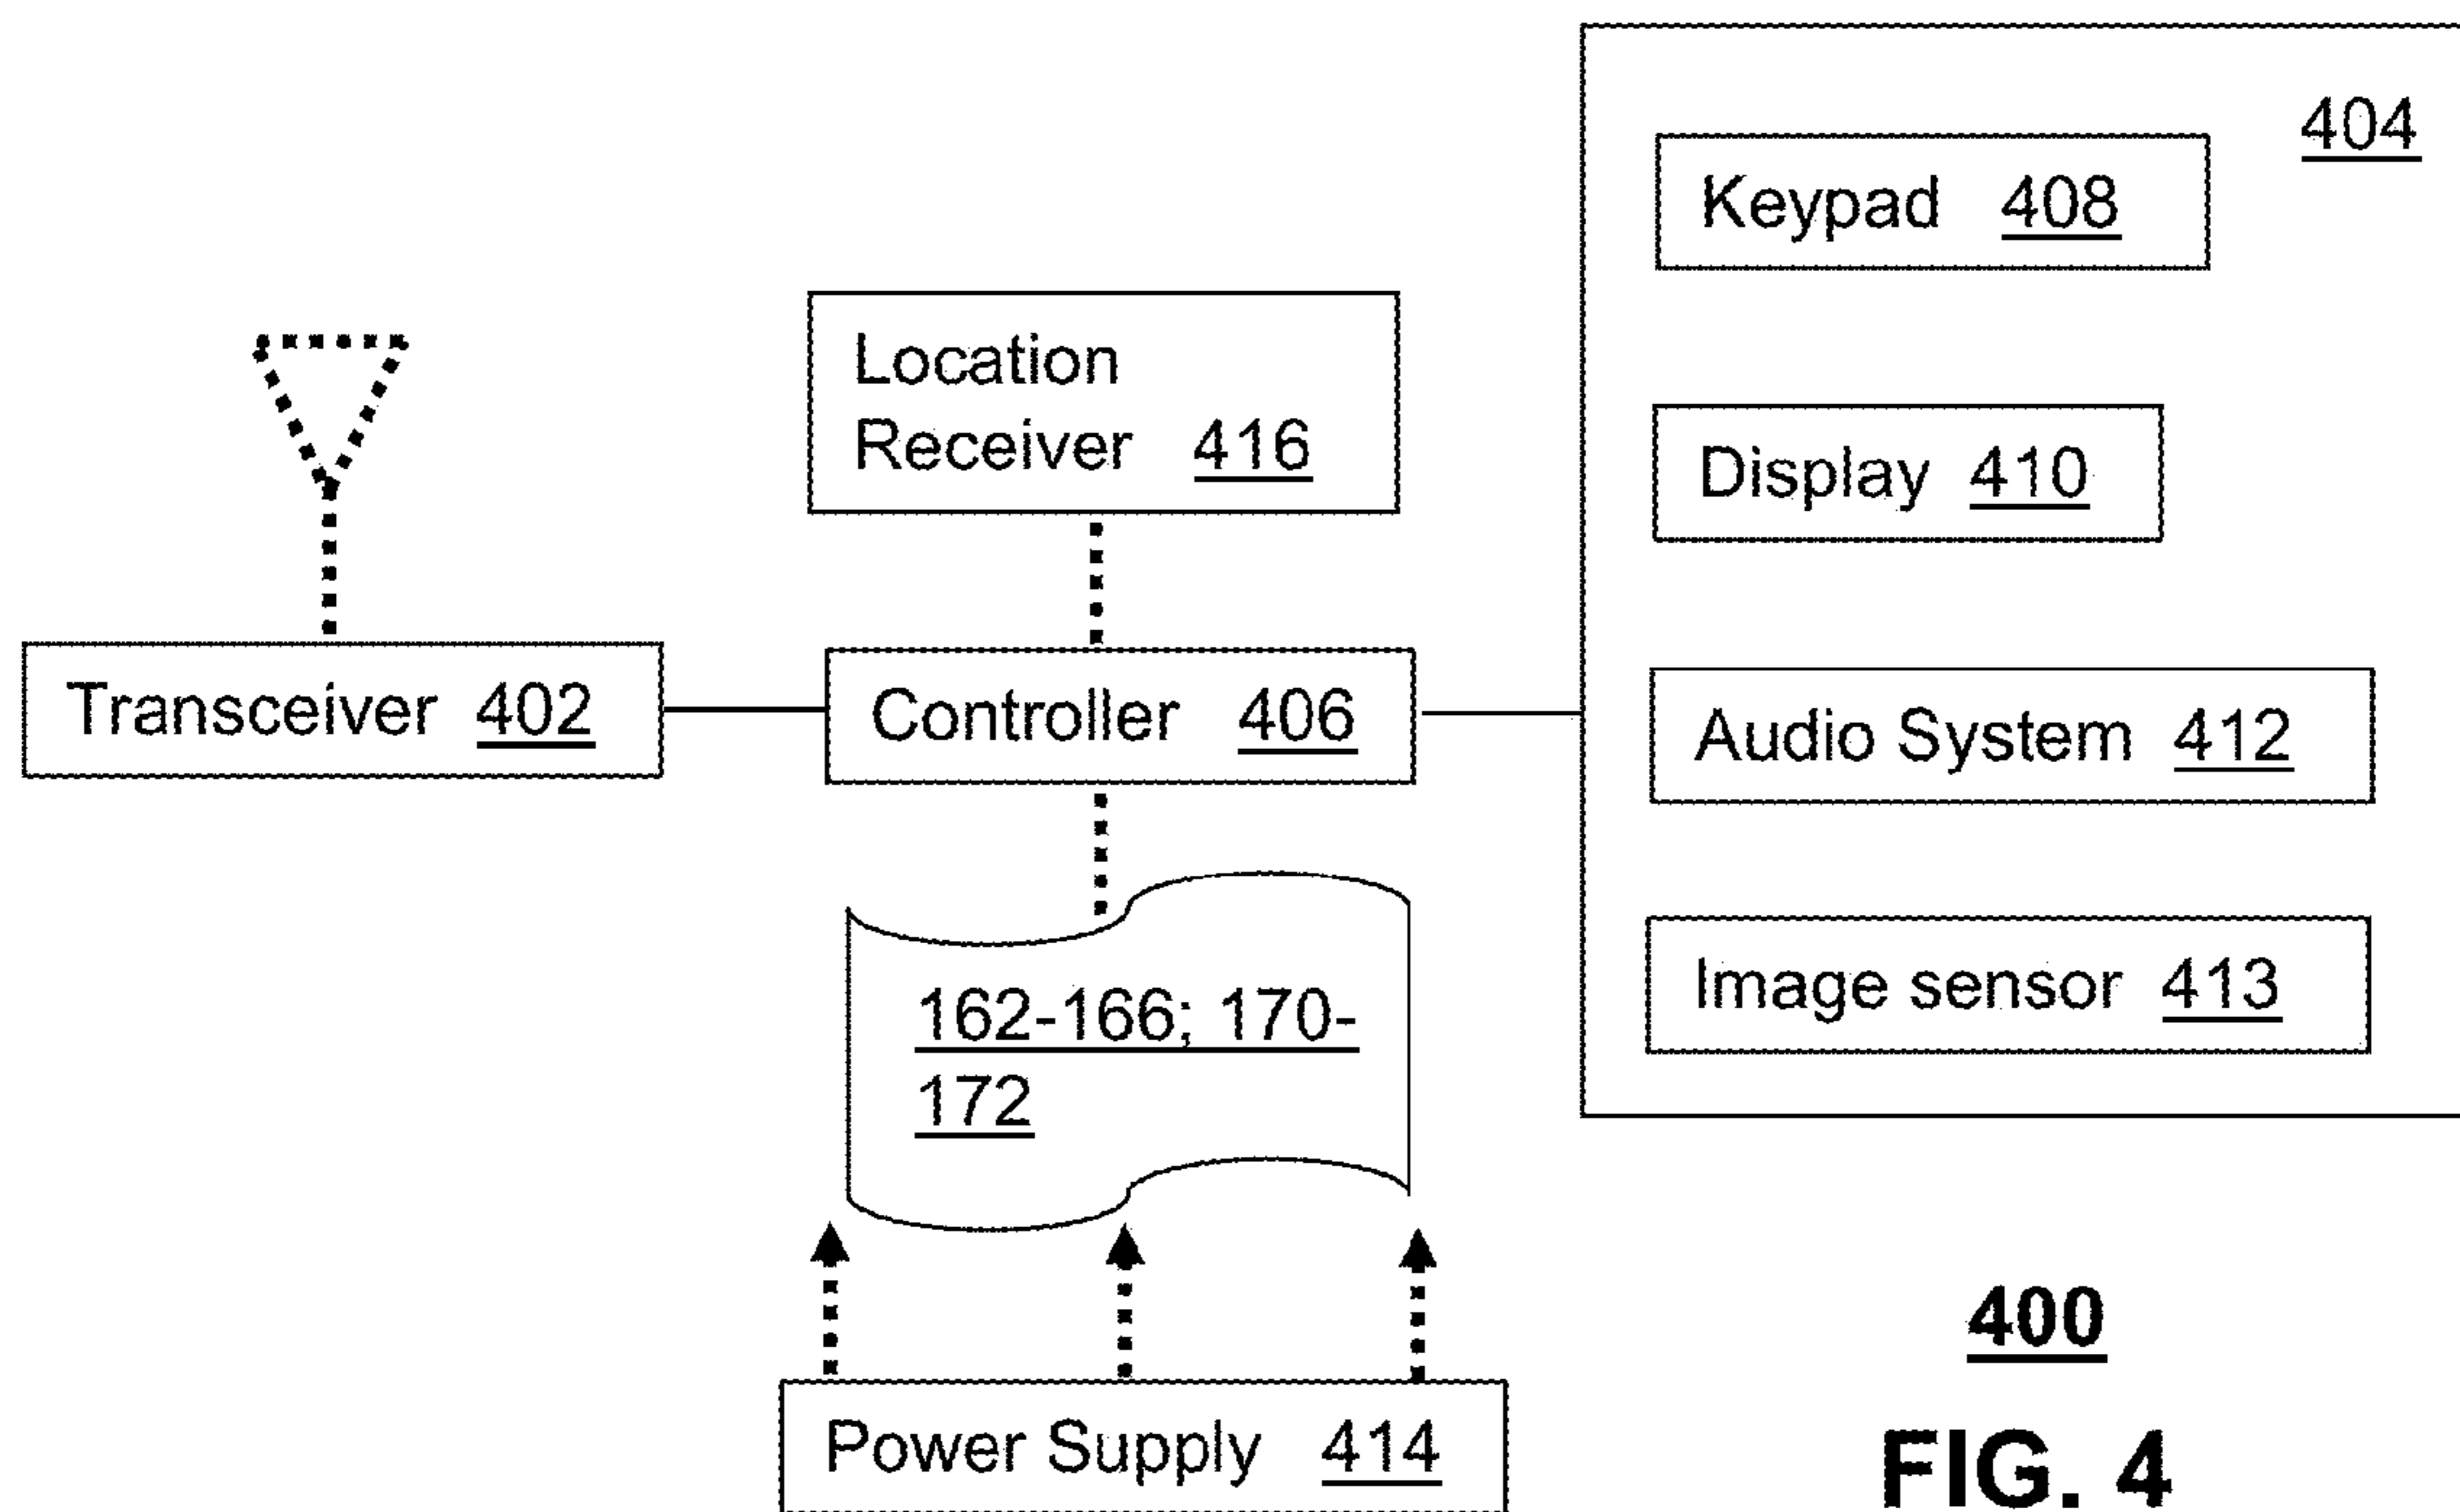 404
Keypad 408
Location
Receiver 416
Display 410
Transceiver 402
Controller 406
Audio System 412
Image sensor 413
162-166; 170-
172
400
Power Supply 414
FIG. 4